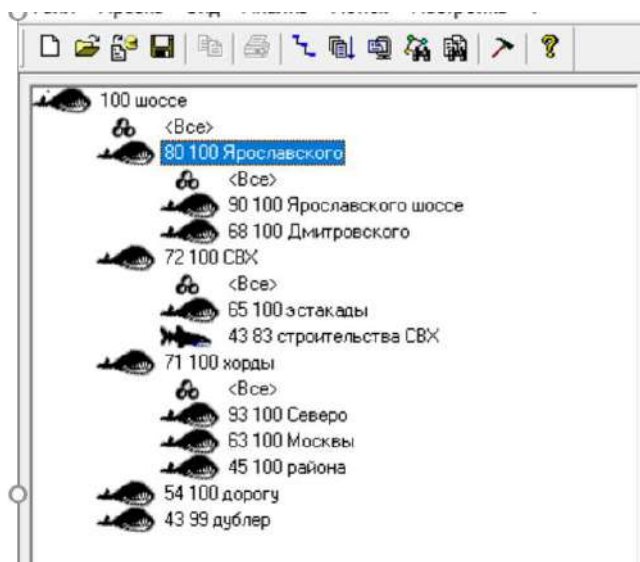 100 шоссе
<Все>
80 100 Ярославского
<Все>
90 100 Ярославского шоссе
68 100 Дмитровского
72 100 СВХ
<Все>
65 100 эстакады
43 83 строительства СВХ
71 100 хорды
<Все>
93 100 Северо
63 100 Москвы
45 100 района
54 100 дорогу
43 99 дублер